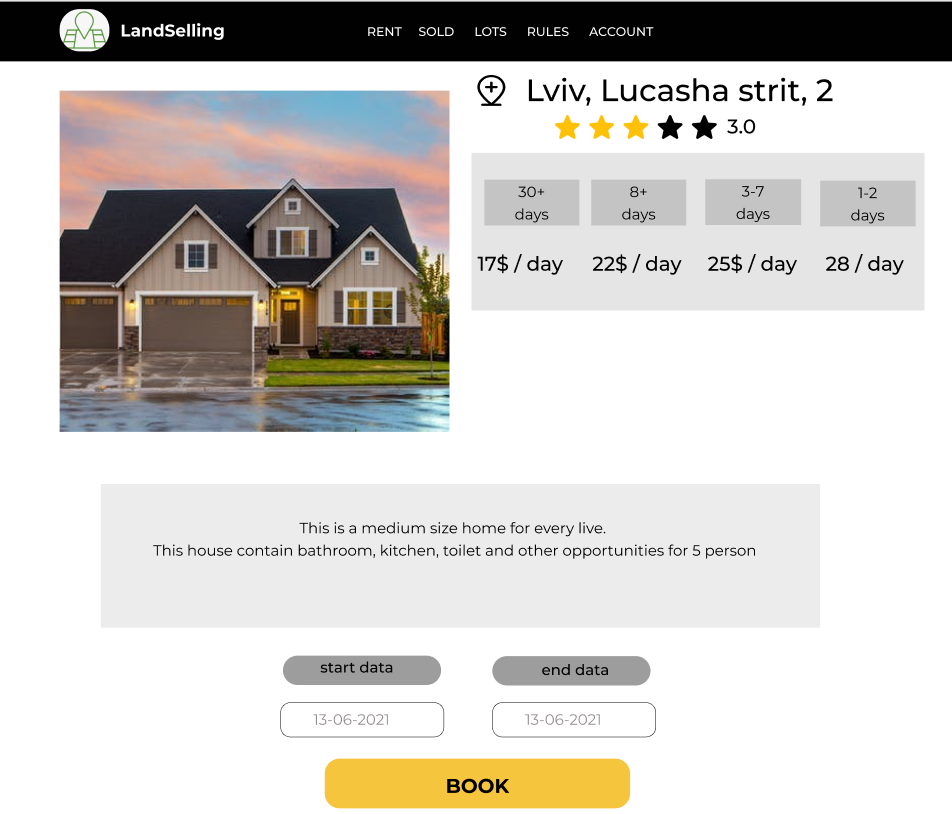 LandSelling
RENT SOLD LOTS RULES ACCOUNT
Lviv, Lucasha strit, 2
3.0
30+ days
8+ days
3-7 days
1-2 days
17$ / day
22$ / day
25$ / day
28 / day
This is a medium size home for every live.
This house contain bathroom, kitchen, toilet and other opportunities for 5 person
start data
end data
13-06-2021
13-06-2021
BOOK